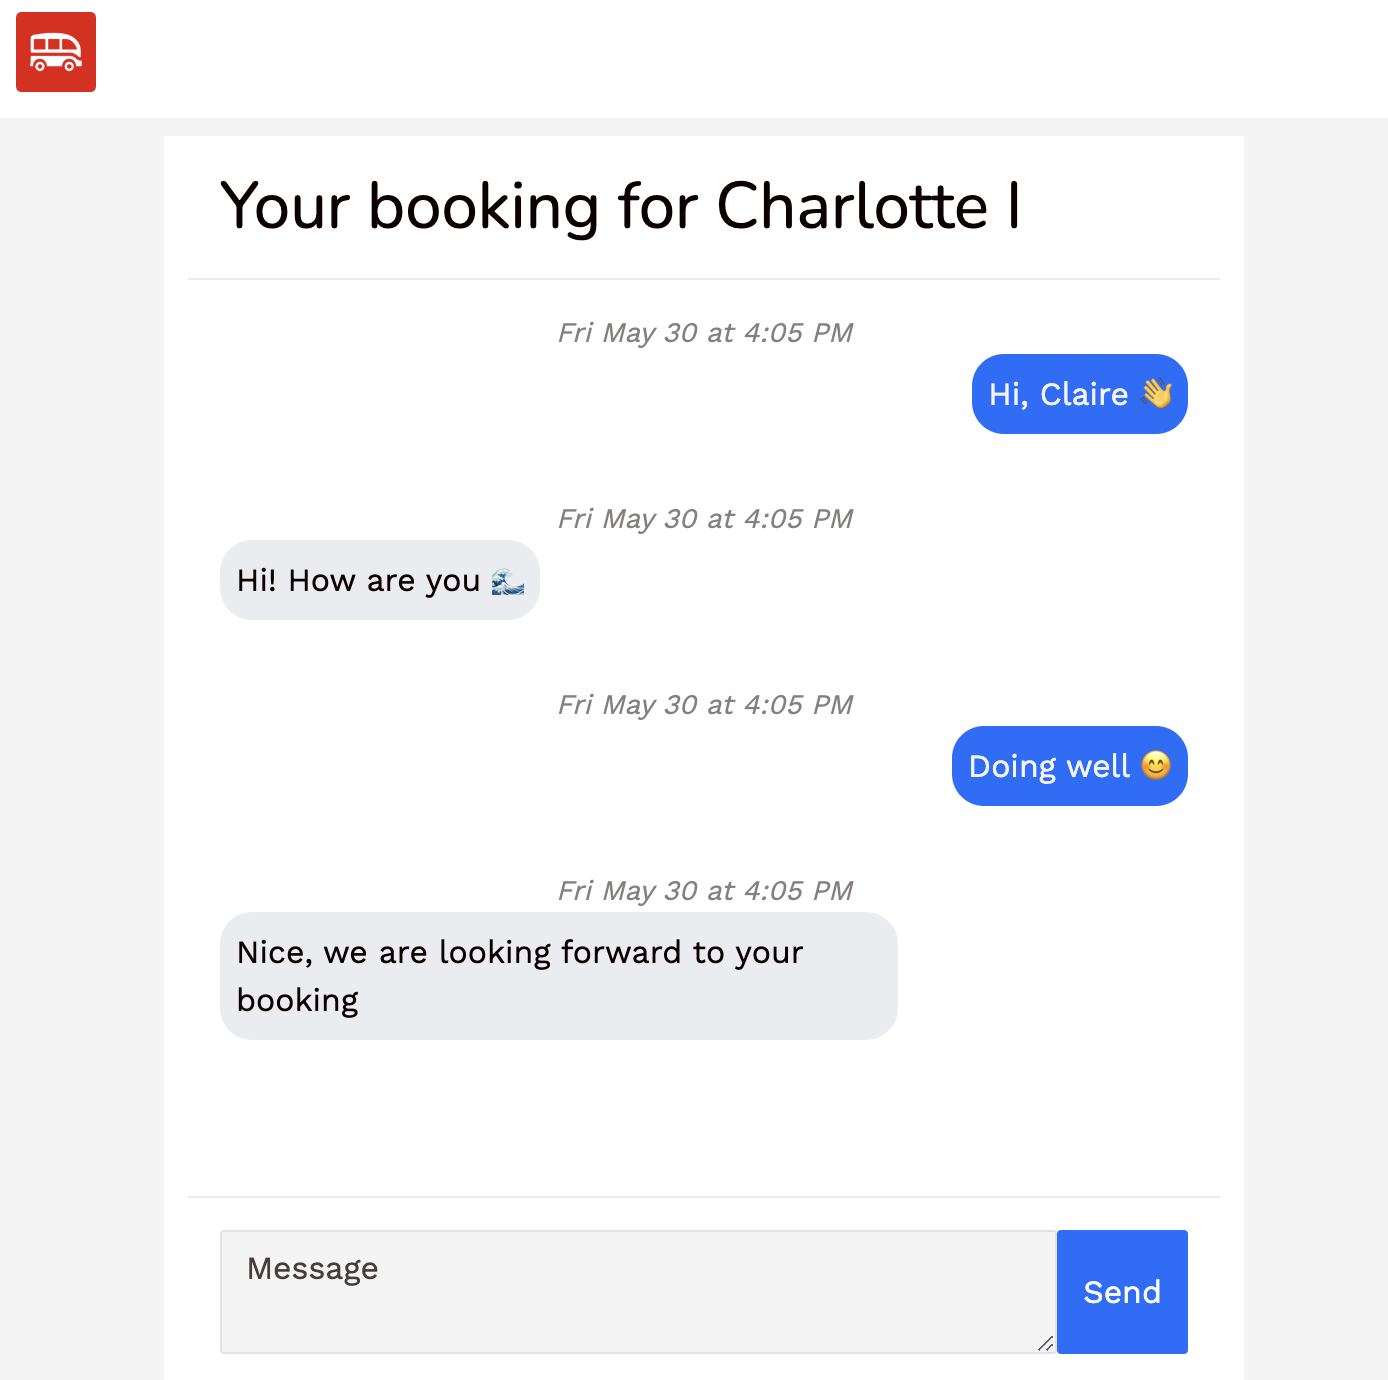 Your booking for Charlotte I
Fri May 30 at 4:05 PM
Hi, Claire 👋
Fri May 30 at 4:05 PM
Hi! How are you 🌊
Fri May 30 at 4:05 PM
Doing well 😊
Fri May 30 at 4:05 PM
Nice, we are looking forward to your
booking
Message
Send